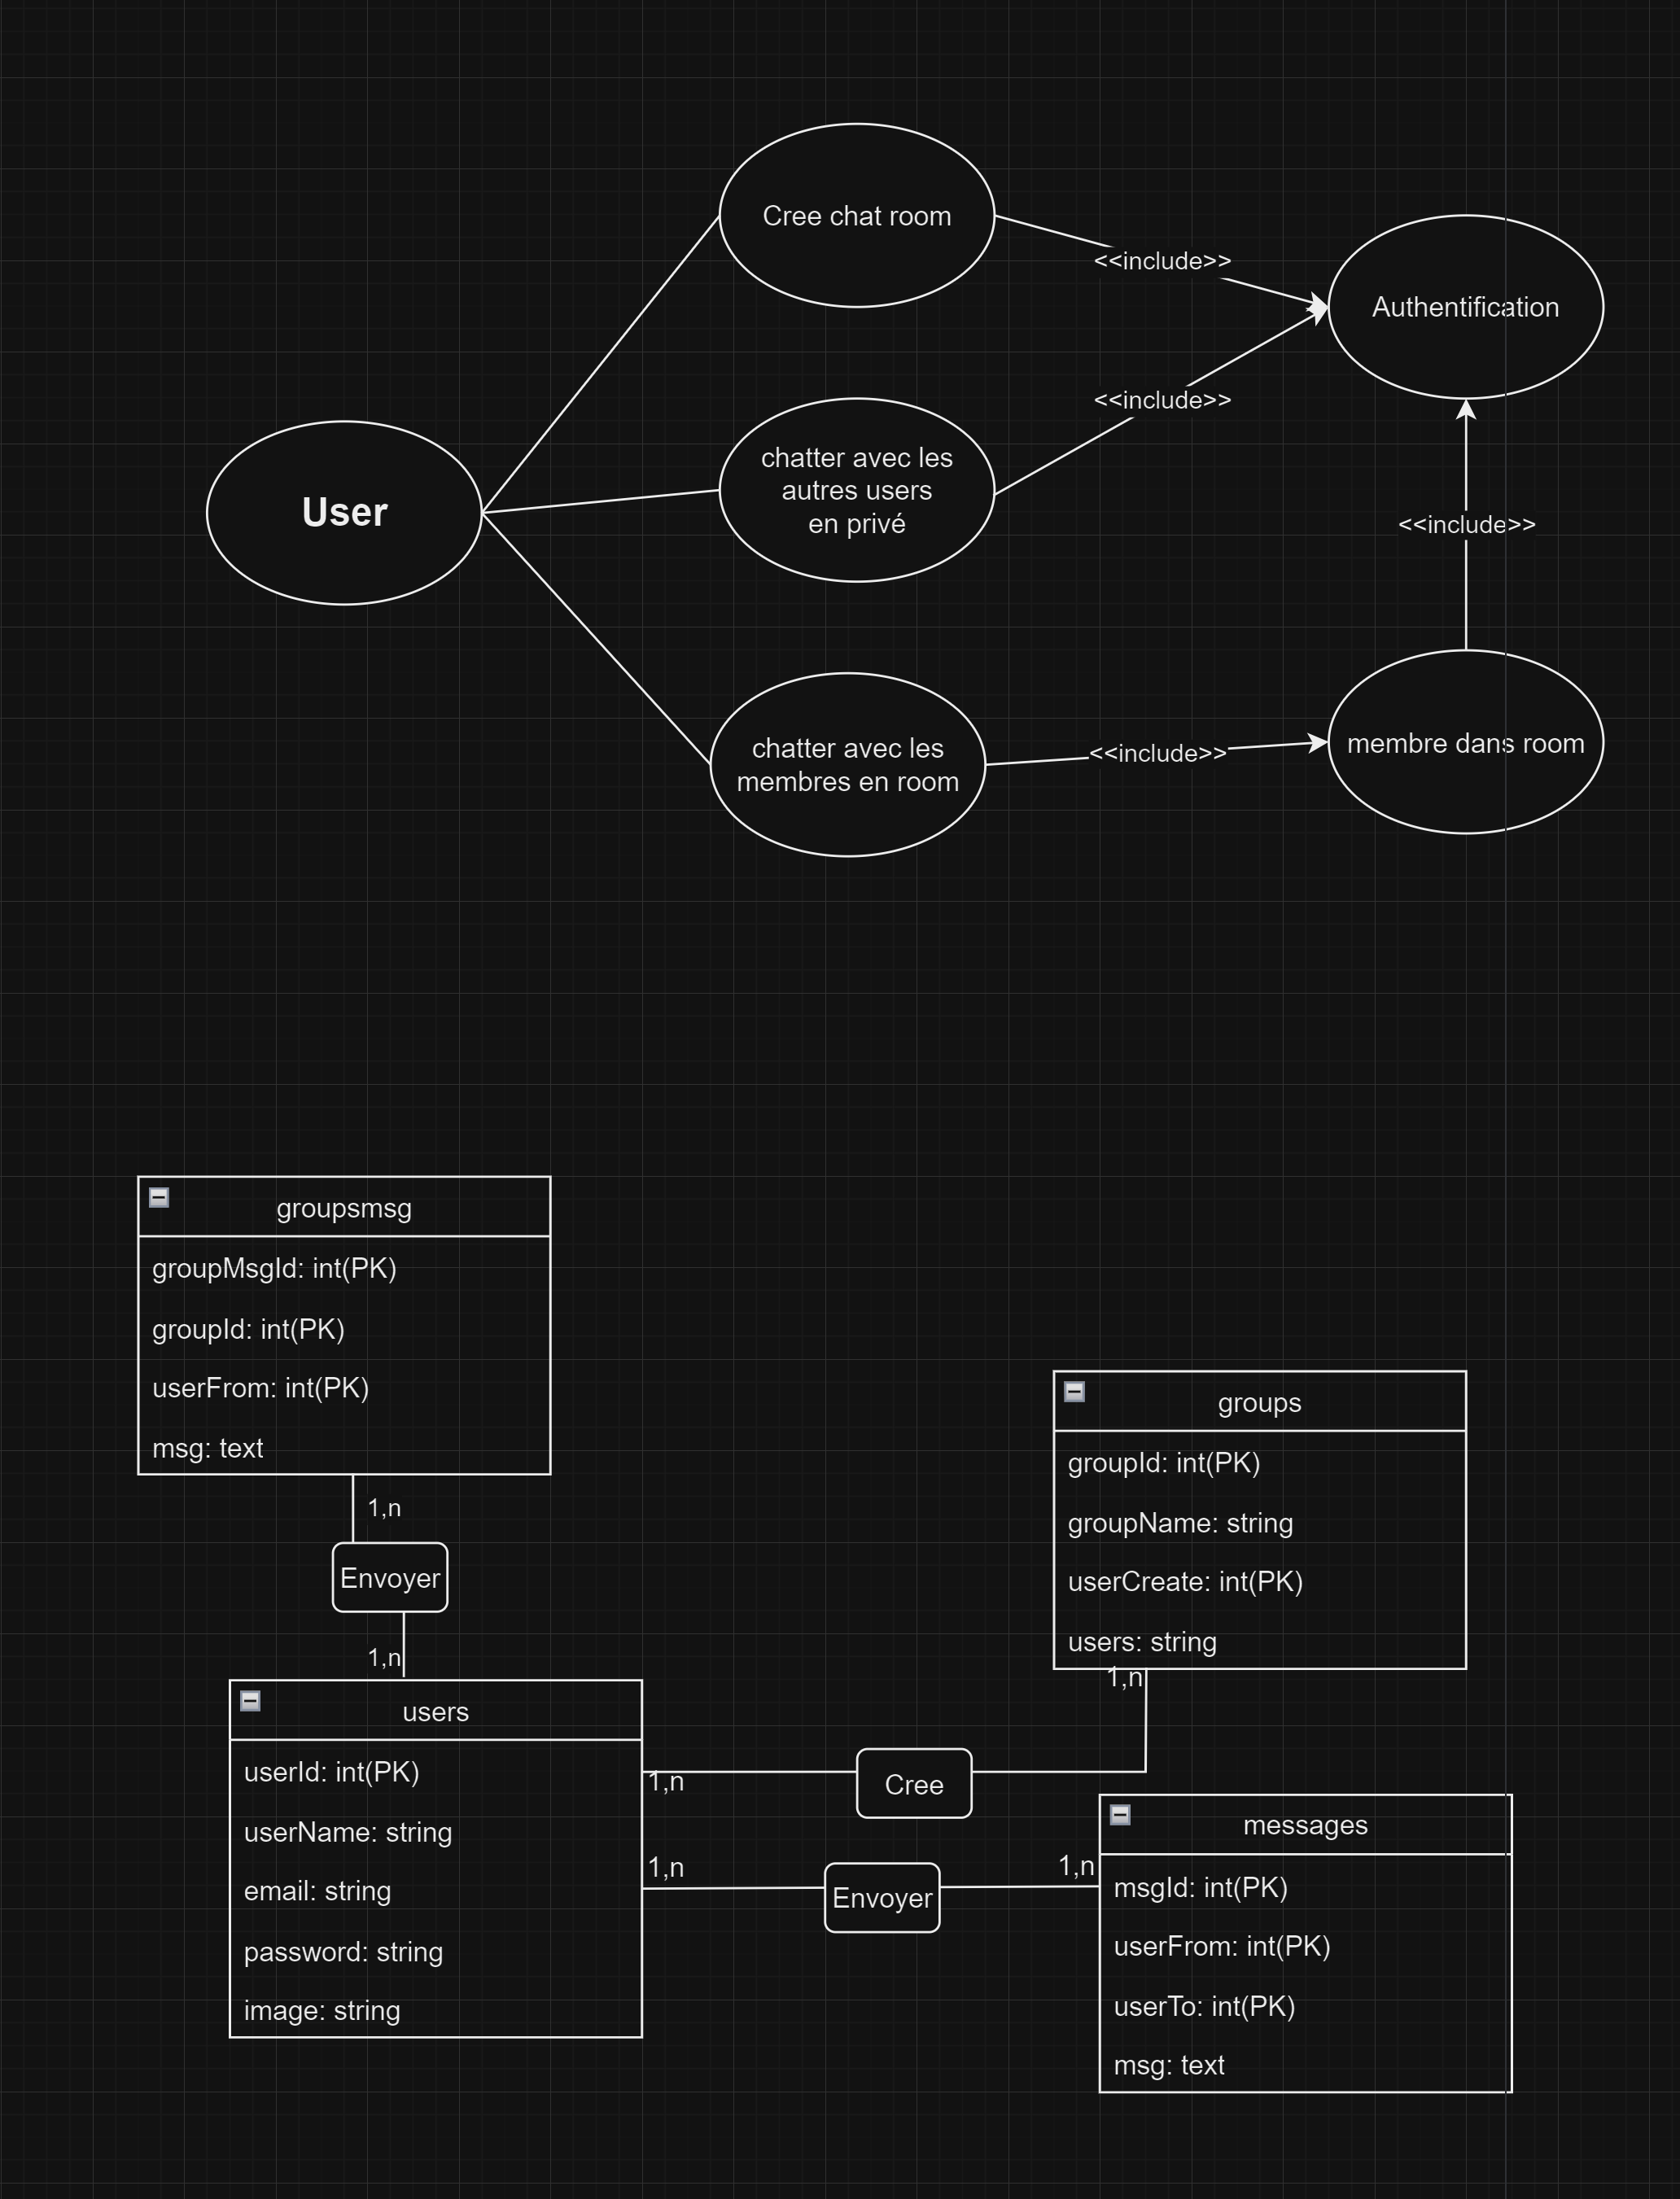 Cree chat room
<<include>>
Authentification
<<include>>
chatter avec les
autres users
en privé
User
<<include>>
chatter avec les
membres en room
<<include>>
membre dans room
groupsmsg
groupMsgId: int(PK)
groupId: int(PK)
userFrom: int(PK)
msg: text
1,n
Envoyer
1,n
groups
groupId: int(PK)
groupName: string
userCreate: int(PK)
users: string
1,n
users
userId: int(PK)
userName: string
email: string
password: string
image: string
1,n
Cree
1,n
Envoyer
1,n
messages
msgId: int(PK)
userFrom: int(PK)
userTo: int(PK)
msg: text